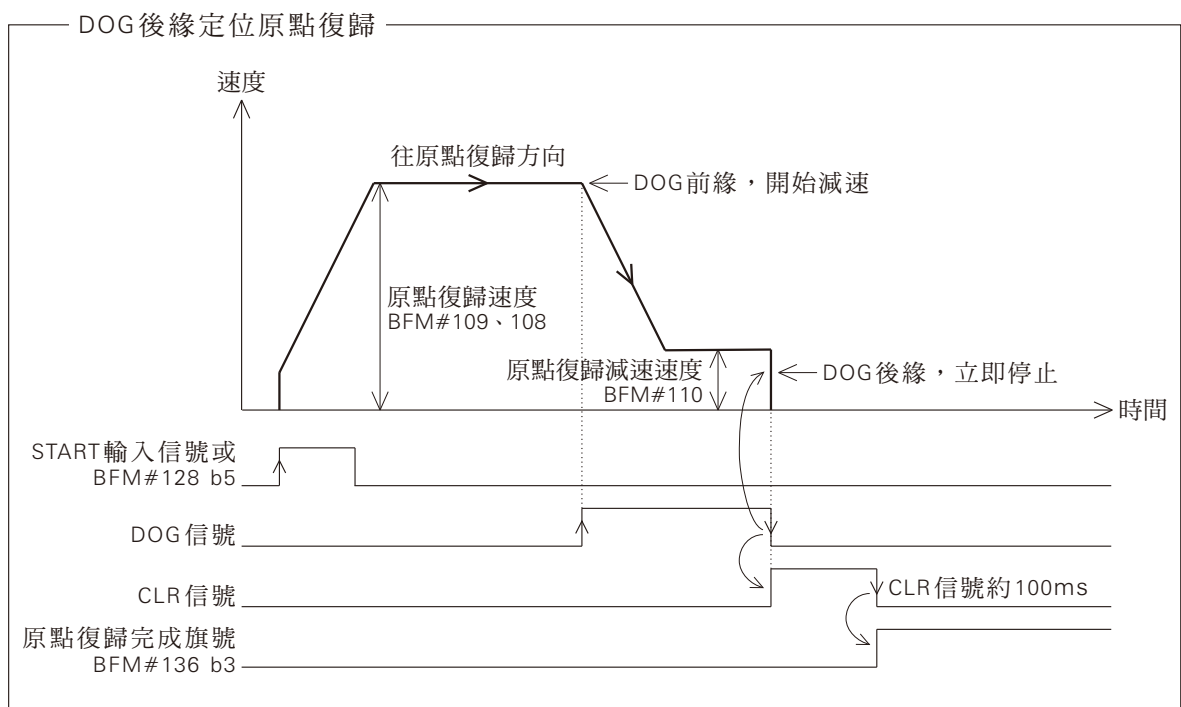 DOG後緣定位原點復歸
速度
往原點復歸方向
DOG前緣，開始減速
原點復歸速度
BFM#109、108
原點復歸減速速度
BFM#110
DOG後緣，立即停止
時間
START輸入信號或
BFM#128 b5
DOG信號
CLR信號
CLR信號約100ms
原點復歸完成旗號
BFM#136 b3